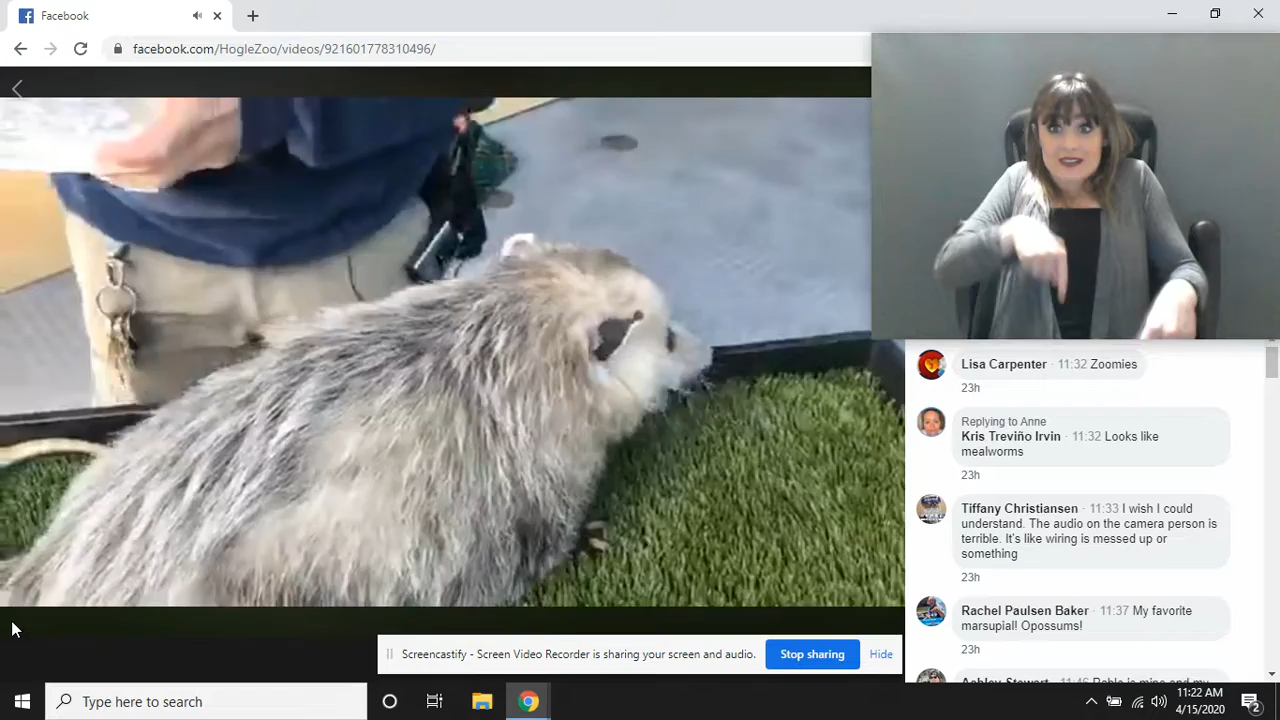 Facebook
facebook.com/HogleZoo/videos/921601778310496/
Lisa Carpenter · 11:32 Zoomies
23h
Replying to Anne
Kris Treviño Irvin · 11:32 Looks like
mealworms
23h
Tiffany Christiansen · 11:33 I wish I could
understand. The audio on the camera person is
terrible. It's like wiring is messed up or
something
23h
Rachel Paulsen Baker · 11:37 My favorite
marsupial! Opossums!
23h
Screencastify - Screen Video Recorder is sharing your screen and audio.
Stop sharing
Hide
Type here to search
11:22 AM
4/15/2020
2